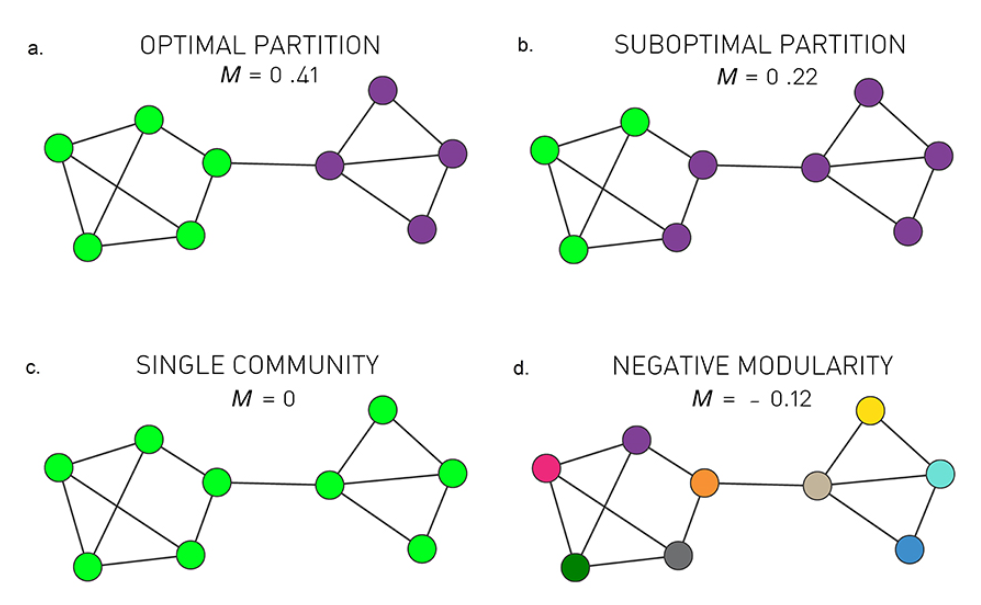 a.
OPTIMAL PARTITION
M = 0 .41
b.
SUBOPTIMAL PARTITION
M = 0 .22
c.
SINGLE COMMUNITY
M = 0
d.
NEGATIVE MODULARITY
M = - 0.12